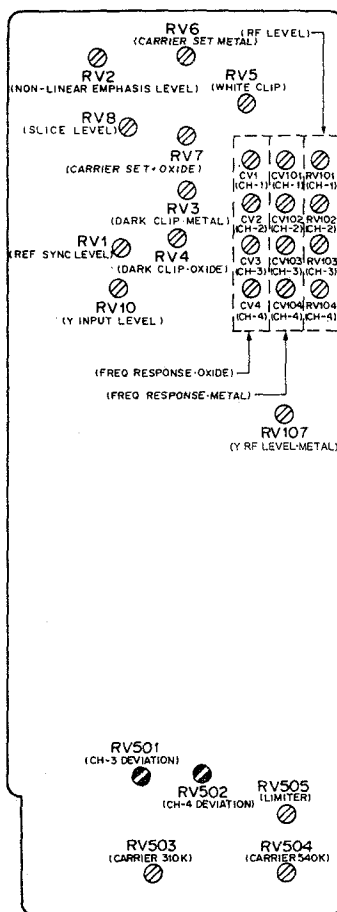 RV6
(CARRIER SET METAL)
(RF LEVEL)
RV2
(NON-LINEAR EMPHASIS LEVEL)
RV5
(WHITE CLIP)
RV8
(SLICE LEVEL)
RV7
(CARRIER SET·OXIDE)
CV1 CV101 RV101
(CH-1) (CH-1) (CH-1)
RV3
(DARK CLIP·METAL)
CV2 CV102 RV102
(CH-2) (CH-2) (CH-2)
RV1
(REF SYNC LEVEL)
RV4
(DARK CLIP·OXIDE)
CV3 CV103 RV103
(CH-3) (CH-3) (CH-3)
RV10
(Y INPUT LEVEL)
CV4 CV104 RV104
(CH-4) (CH-4) (CH-4)
(FREQ RESPONSE·OXIDE)
(FREQ RESPONSE·METAL)
RV107
(Y RF LEVEL·METAL)
RV501
(CH-3 DEVIATION)
RV502
(CH-4 DEVIATION)
RV505
(LIMITER)
RV503
(CARRIER 310K)
RV504
(CARRIER 540K)